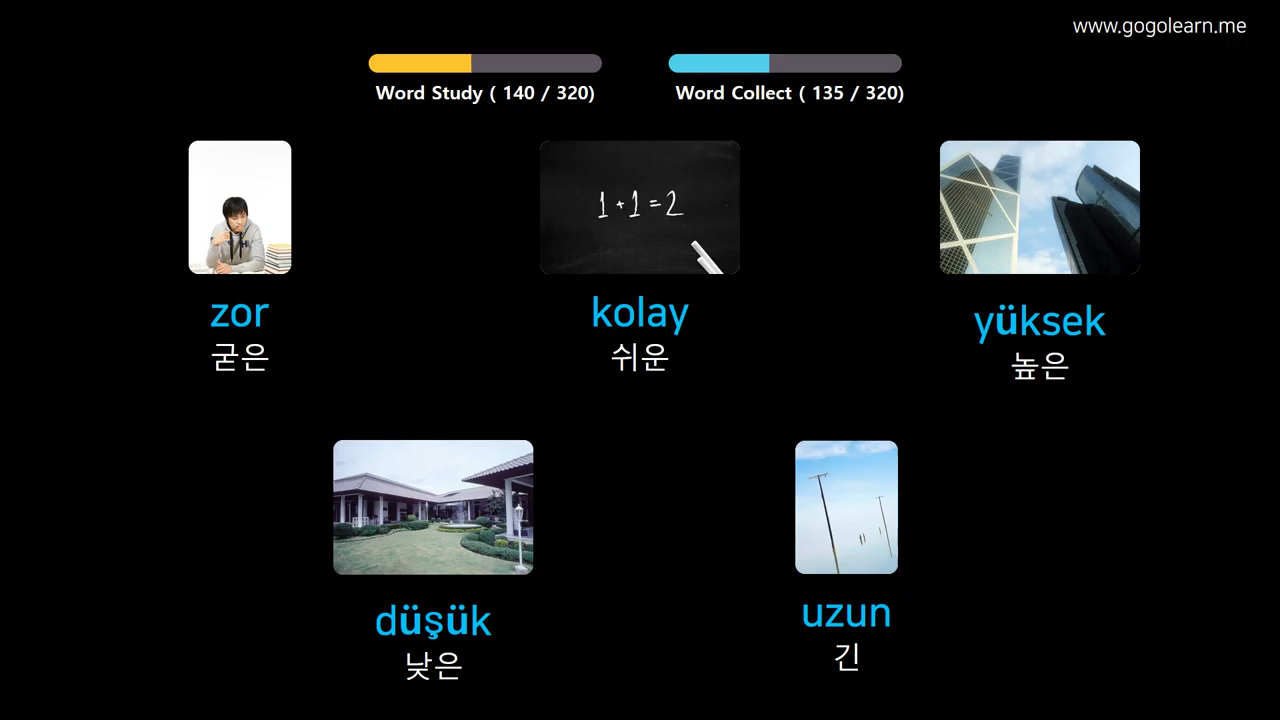 www.gogolearn.me
Word Study ( 140 / 320)
Word Collect ( 135 / 320)
1+1=2
zor
굳은
kolay
쉬운
yüksek
높은
düşük
낮은
uzun
긴